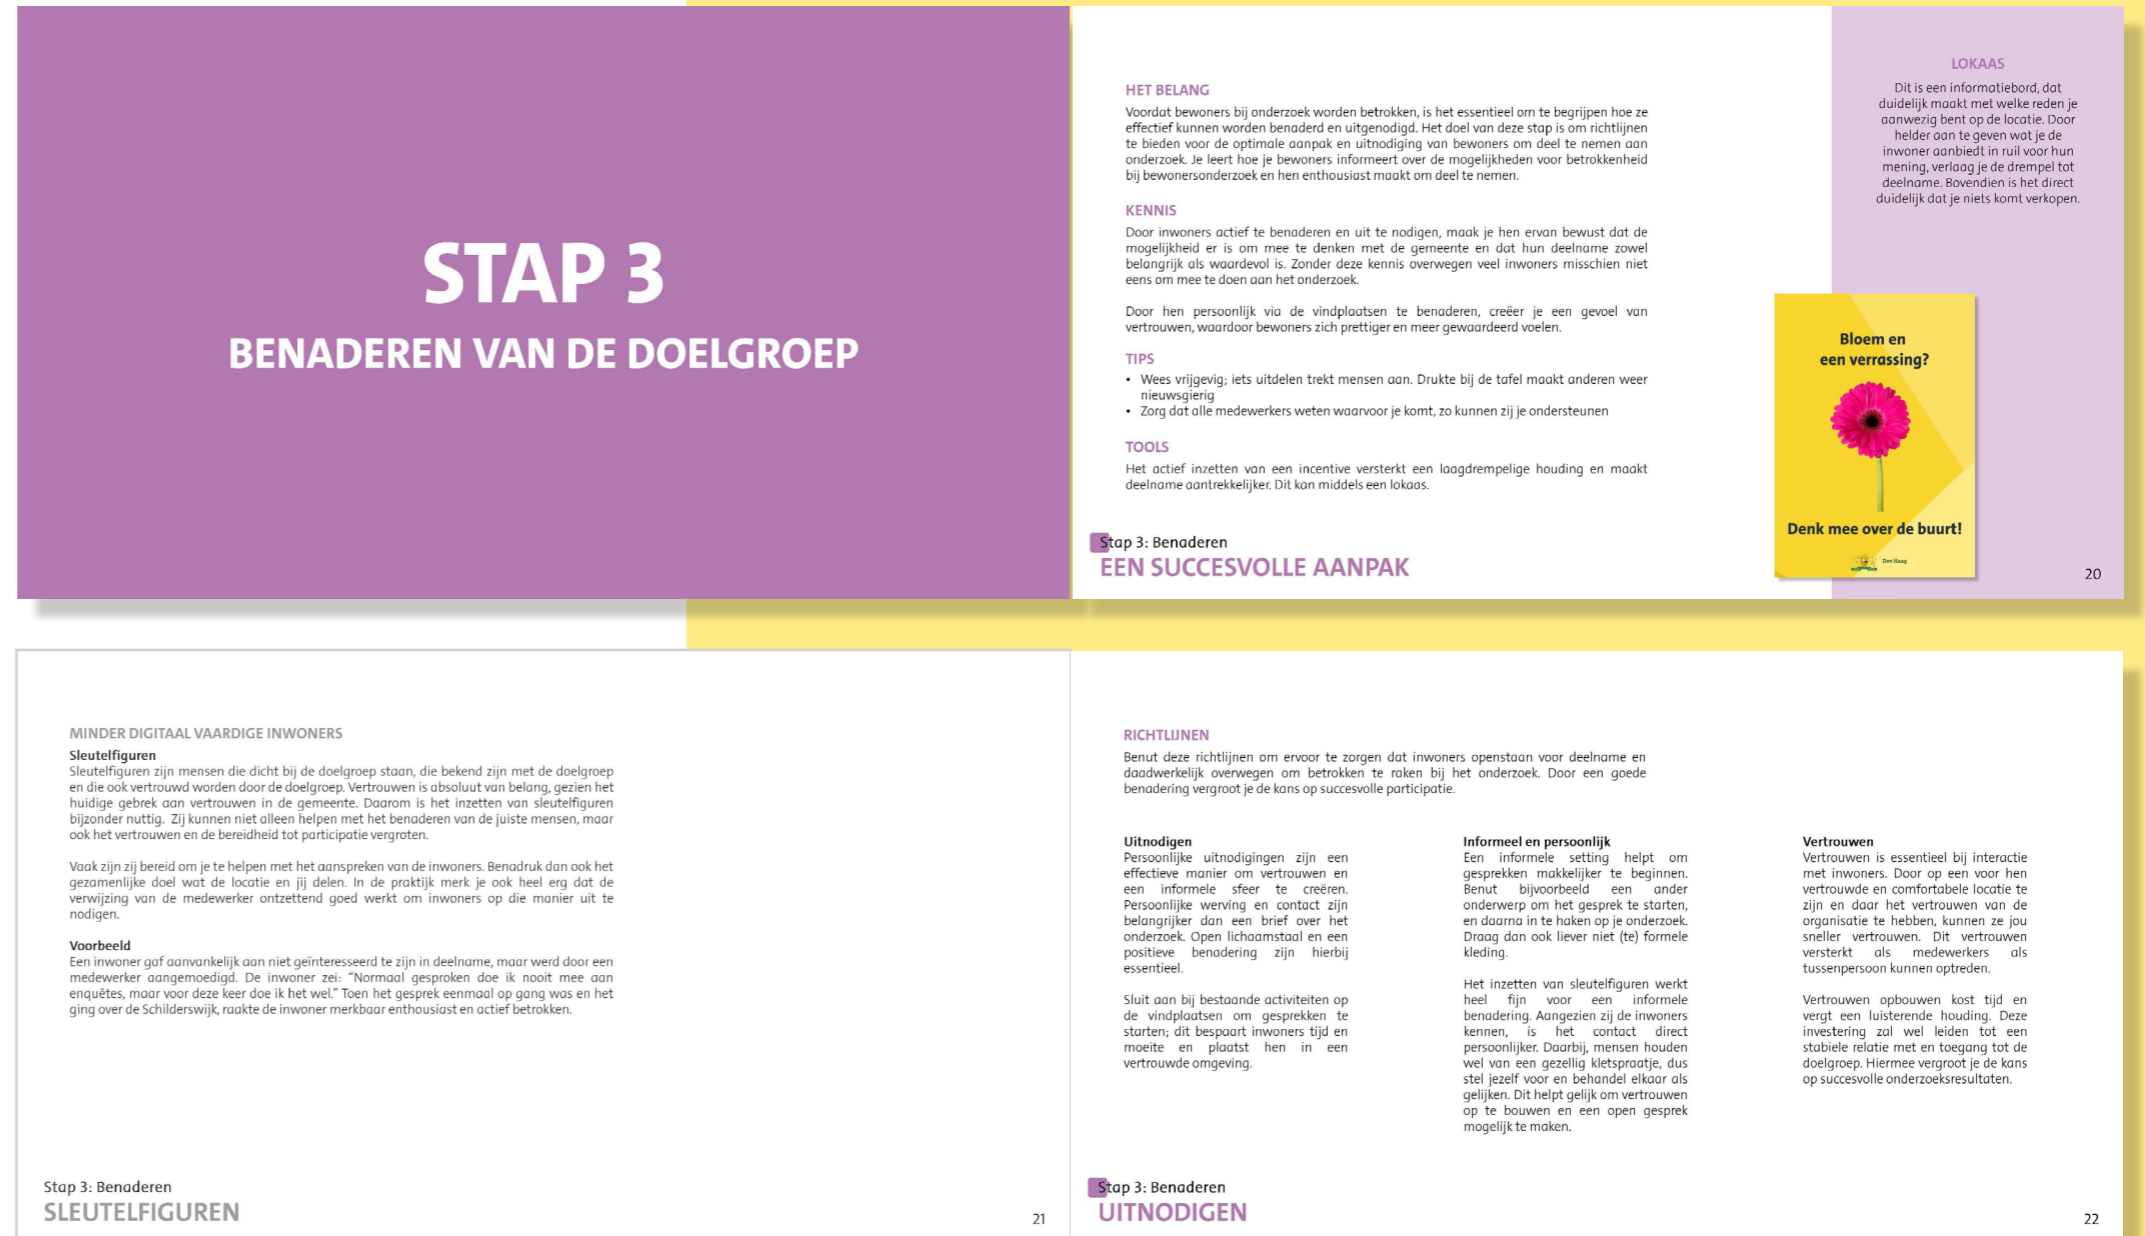 STAP 3
BENADEREN VAN DE DOELGROEP
HET BELANG
Voordat bewoners bij onderzoek worden betrokken, is het essentieel om te begrijpen hoe ze
effectief kunnen worden benaderd en uitgenodigd. Het doel van deze stap is om richtlijnen
te bieden voor de optimale aanpak en uitnodiging van bewoners om deel te nemen aan
onderzoek. Je leert hoe je bewoners informeert over de mogelijkheden voor betrokkenheid
bij bewonersonderzoek en hen enthousiast maakt om deel te nemen.
KENNIS
Door inwoners actief te benaderen en uit te nodigen, maak je hen ervan bewust dat de
mogelijkheid er is om mee te denken met de gemeente en dat hun deelname zowel
belangrijk als waardevol is. Zonder deze kennis overwegen veel inwoners misschien niet
eens om mee te doen aan het onderzoek.
Door hen persoonlijk via de vindplaatsen te benaderen, creëer je een gevoel van
vertrouwen, waardoor bewoners zich prettiger en meer gewaardeerd voelen.
TIPS
• Wees vrijgevig; iets uitdelen trekt mensen aan. Drukte bij de tafel maakt anderen weer
nieuwsgierig
• Zorg dat alle medewerkers weten waarvoor je komt, zo kunnen zij je ondersteunen
TOOLS
Het actief inzetten van een incentive versterkt een laagdrempelige houding en maakt
deelname aantrekkelijker. Dit kan middels een lokaas.
Stap 3: Benaderen
EEN SUCCESVOLLE AANPAK
LOKAAS
Dit is een informatiebord, dat
duidelijk maakt met welke reden je
aanwezig bent op de locatie. Door
helder aan te geven wat je de
inwoner aanbiedt in ruil voor hun
mening, verlaag je de drempel tot
deelname. Bovendien is het direct
duidelijk dat je niets komt verkopen.
Bloem en
een verrassing?
Denk mee over de buurt!
Den Haag
20
MINDER DIGITAAL VAARDIGE INWONERS
Sleutelfiguren
Sleutelfiguren zijn mensen die dicht bij de doelgroep staan, die bekend zijn met de doelgroep
en die ook vertrouwd worden door de doelgroep. Vertrouwen is absoluut van belang, gezien het
huidige gebrek aan vertrouwen in de gemeente. Daarom is het inzetten van sleutelfiguren
bijzonder nuttig. Zij kunnen niet alleen helpen met het benaderen van de juiste mensen, maar
ook het vertrouwen en de bereidheid tot participatie vergroten.
Vaak zijn zij bereid om je te helpen met het aanspreken van de inwoners. Benadruk dan ook het
gezamenlijke doel wat de locatie en jij delen. In de praktijk merk je ook heel erg dat de
verwijzing van de medewerker ontzettend goed werkt om inwoners op die manier uit te
nodigen.
Voorbeeld
Een inwoner gaf aanvankelijk aan niet geïnteresseerd te zijn in deelname, maar werd door een
medewerker aangemoedigd. De inwoner zei: “Normaal gesproken doe ik nooit mee aan
enquêtes, maar voor deze keer doe ik het wel.” Toen het gesprek eenmaal op gang was en het
ging over de Schilderswijk, raakte de inwoner merkbaar enthousiast en actief betrokken.
Stap 3: Benaderen
SLEUTELFIGUREN
21
RICHTLIJNEN
Benut deze richtlijnen om ervoor te zorgen dat inwoners openstaan voor deelname en
daadwerkelijk overwegen om betrokken te raken bij het onderzoek. Door een goede
benadering vergroot je de kans op succesvolle participatie.
Uitnodigen
Persoonlijke uitnodigingen zijn een
effectieve manier om vertrouwen en
een informele sfeer te creëren.
Persoonlijke werving en contact zijn
belangrijker dan een brief over het
onderzoek. Open lichaamstaal en een
positieve benadering zijn hierbij
essentieel.
Sluit aan bij bestaande activiteiten op
de vindplaatsen om gesprekken te
starten; dit bespaart inwoners tijd en
moeite en plaatst hen in een
vertrouwde omgeving.
Informeel en persoonlijk
Een informele setting helpt om
gesprekken makkelijker te beginnen.
Benut bijvoorbeeld een ander
onderwerp om het gesprek te starten,
en daarna in te haken op je onderzoek.
Draag dan ook liever niet (te) formele
kleding.
Het inzetten van sleutelfiguren werkt
heel fijn voor een informele
benadering. Aangezien zij de inwoners
kennen, is het contact direct
persoonlijker. Daarbij, mensen houden
wel van een gezellig kletspraatje, dus
stel jezelf voor en behandel elkaar als
gelijken. Dit helpt gelijk om vertrouwen
op te bouwen en een open gesprek
mogelijk te maken.
Vertrouwen
Vertrouwen is essentieel bij interactie
met inwoners. Door op een voor hen
vertrouwde en comfortabele locatie te
zijn en daar het vertrouwen van de
organisatie te hebben, kunnen ze jou
sneller vertrouwen. Dit vertrouwen
versterkt als medewerkers als
tussenpersoon kunnen optreden.
Vertrouwen opbouwen kost tijd en
vergt een luisterende houding. Deze
investering zal wel leiden tot een
stabiele relatie met en toegang tot de
doelgroep. Hiermee vergroot je de kans
op succesvolle onderzoeksresultaten.
Stap 3: Benaderen
UITNODIGEN
22